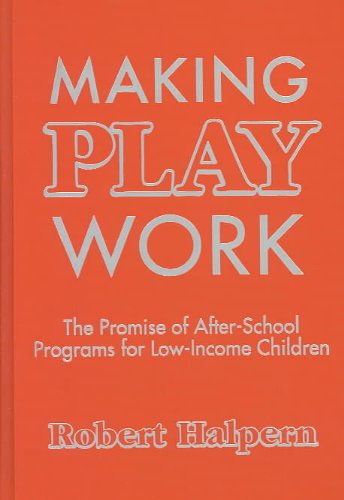 MAKING
PLAY
WORK
The Promise of After-School
Programs for Low-Income Children
Robert Halpern